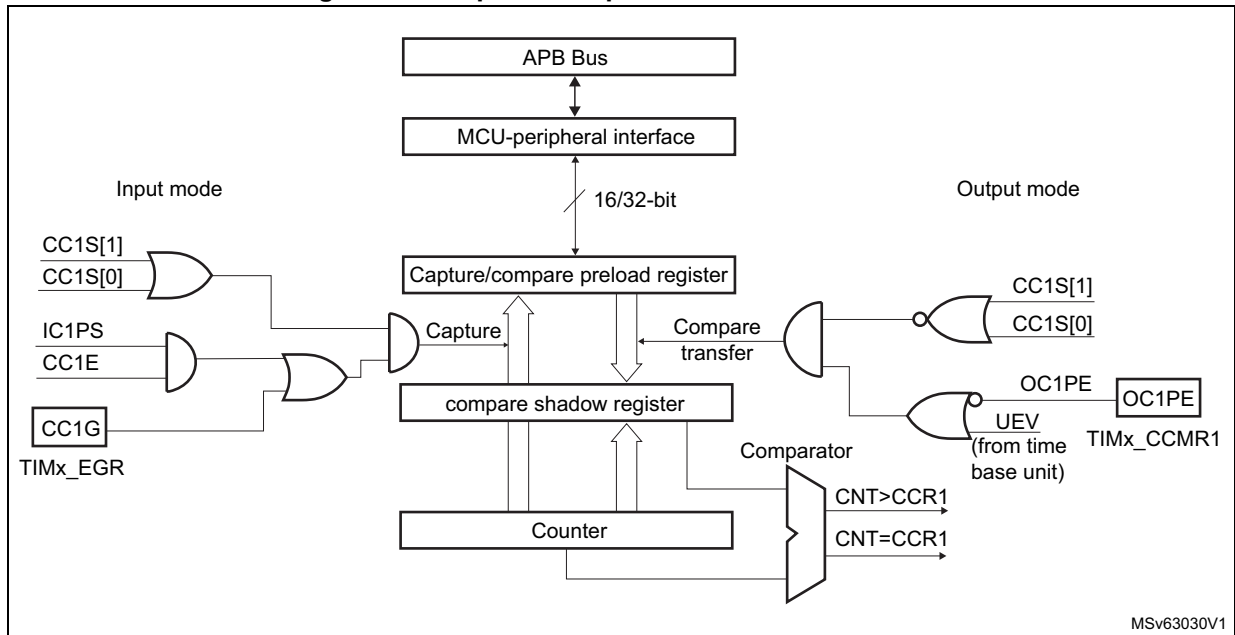 APB Bus
MCU-peripheral interface
16/32-bit
Input mode
Output mode
CC1S[1]
CC1S[0]
IC1PS
CC1E
CC1G
TIMx_EGR
Capture/compare preload register
Capture
Compare
transfer
compare shadow register
Counter
Comparator
CNT>CCR1
CNT=CCR1
CC1S[1]
CC1S[0]
OC1PE
OC1PE
UEV
(from time
base unit)
TIMx_CCMR1
MSv63030V1